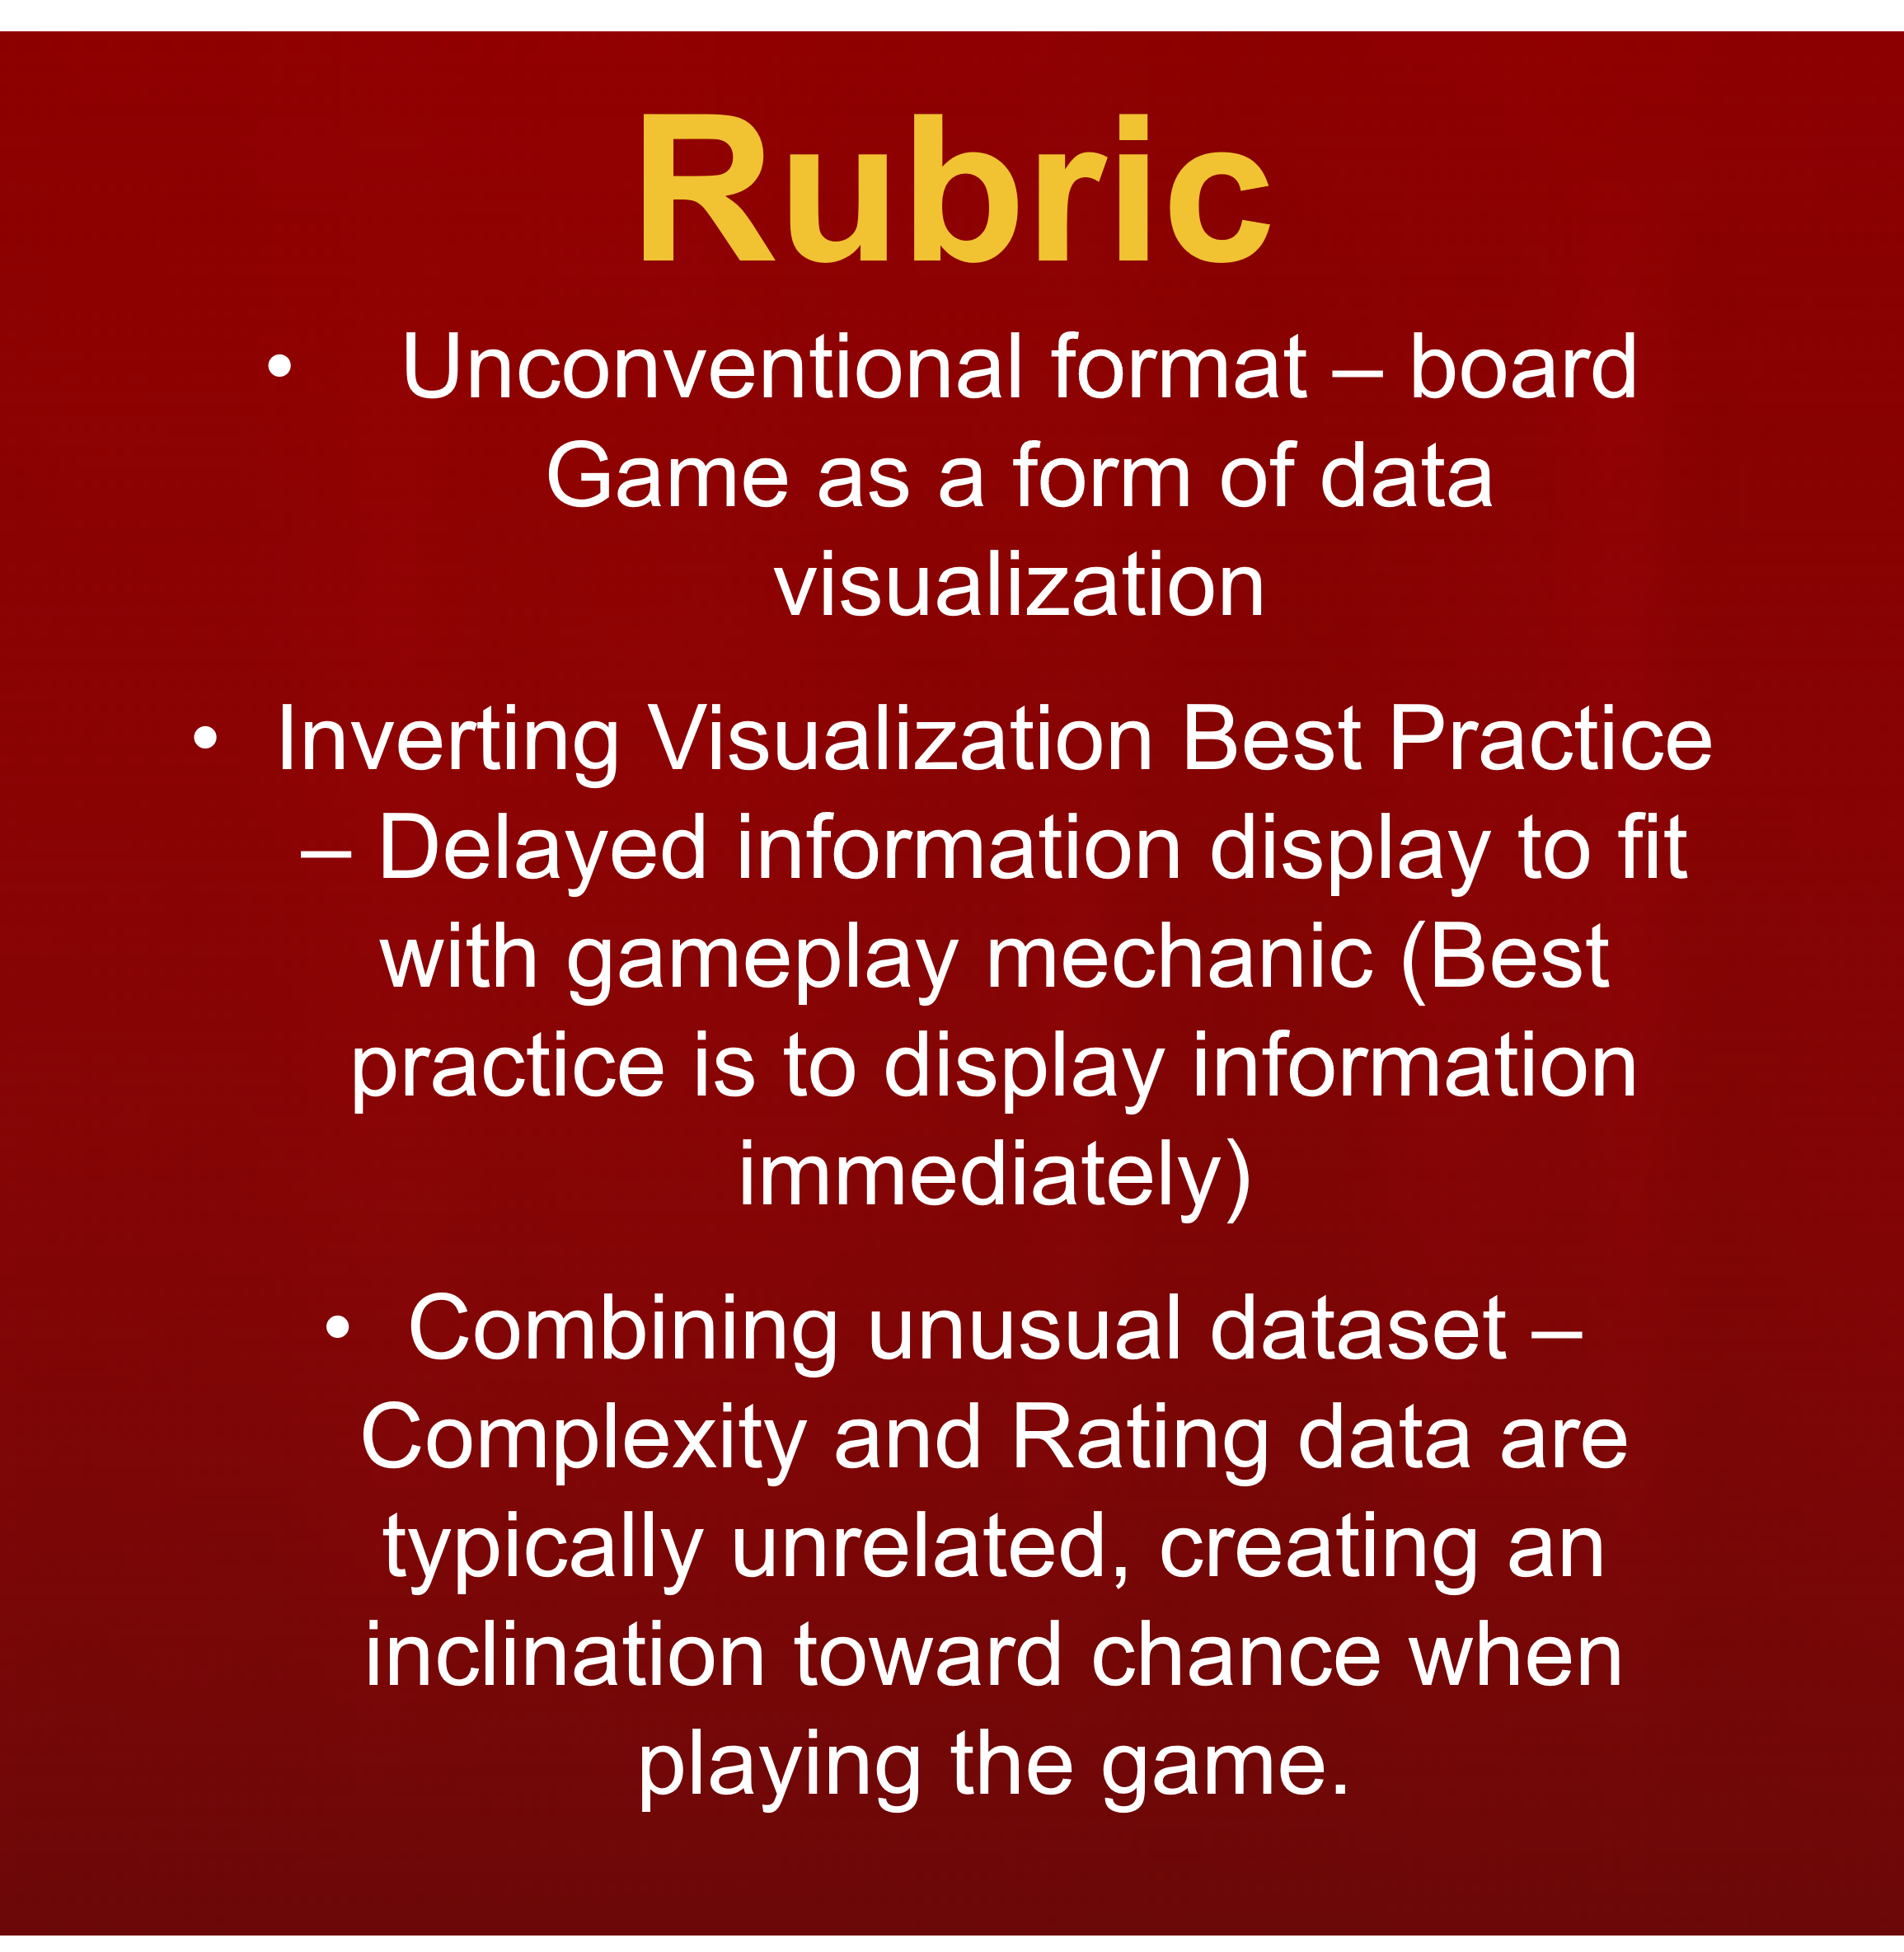 Rubric
• Unconventional format – board
Game as a form of data
visualization
• Inverting Visualization Best Practice
– Delayed information display to fit
with gameplay mechanic (Best
practice is to display information
immediately)
• Combining unusual dataset –
Complexity and Rating data are
typically unrelated, creating an
inclination toward chance when
playing the game.